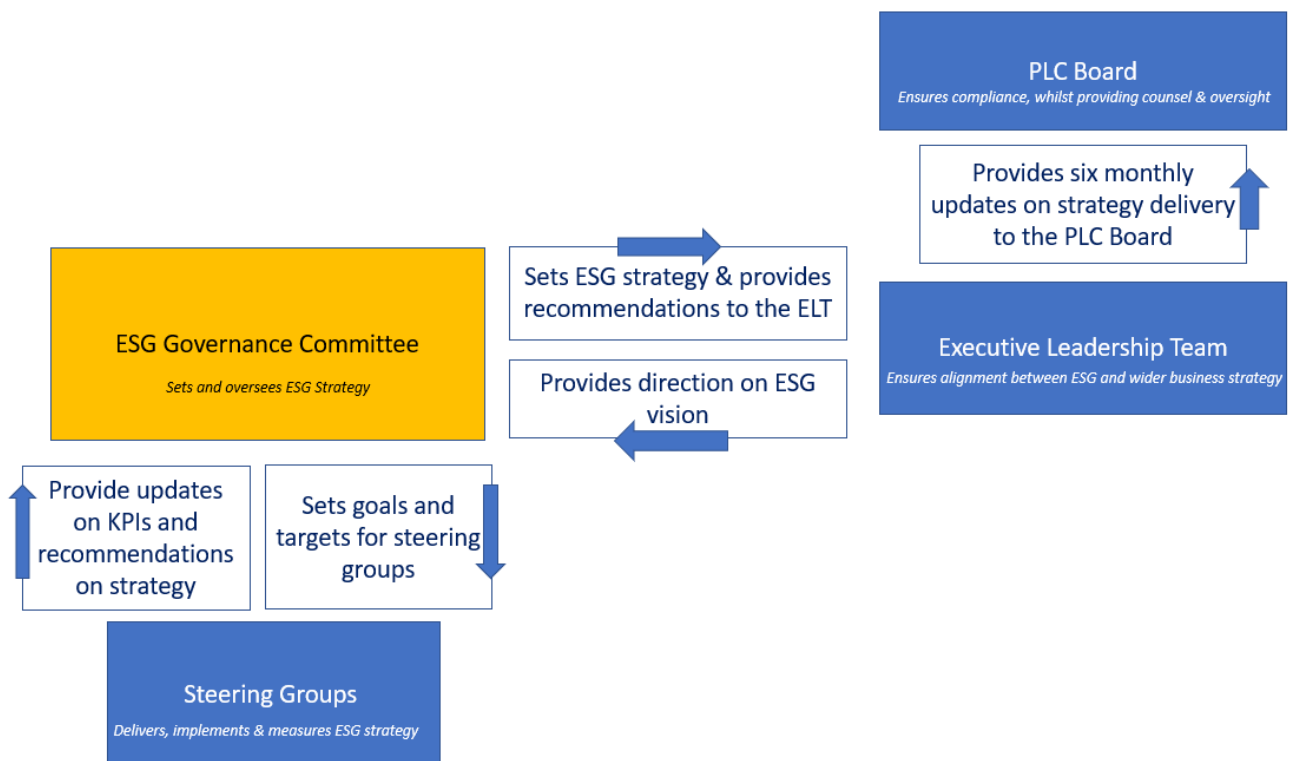 PLC Board
Ensures compliance, whilst providing counsel & oversight
Provides six monthly
updates on strategy delivery
to the PLC Board
ESG Governance Committee
Sets and oversees ESG Strategy
Sets ESG strategy & provides
recommendations to the ELT
Provides direction on ESG
vision
Executive Leadership Team
Ensures alignment between ESG and wider business strategy
Provide updates
on KPIs and
recommendations
on strategy
Sets goals and
targets for steering
groups
Steering Groups
Delivers, implements & measures ESG strategy